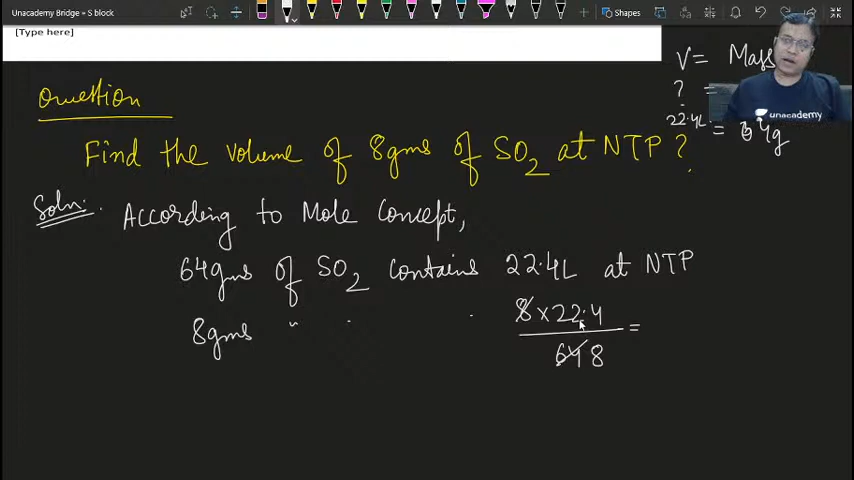 Unacademy Bridge - S block
Shapes
[Type here]
V = Mass
? =
22.4L = 64g
unacademy
Question
Find the volume of 8gms of SO2 at NTP?
Soln:
According to Mole Concept,
64gms of SO2 contains 22.4L at NTP
8gms " . . 8 × 22.4 =
64 8